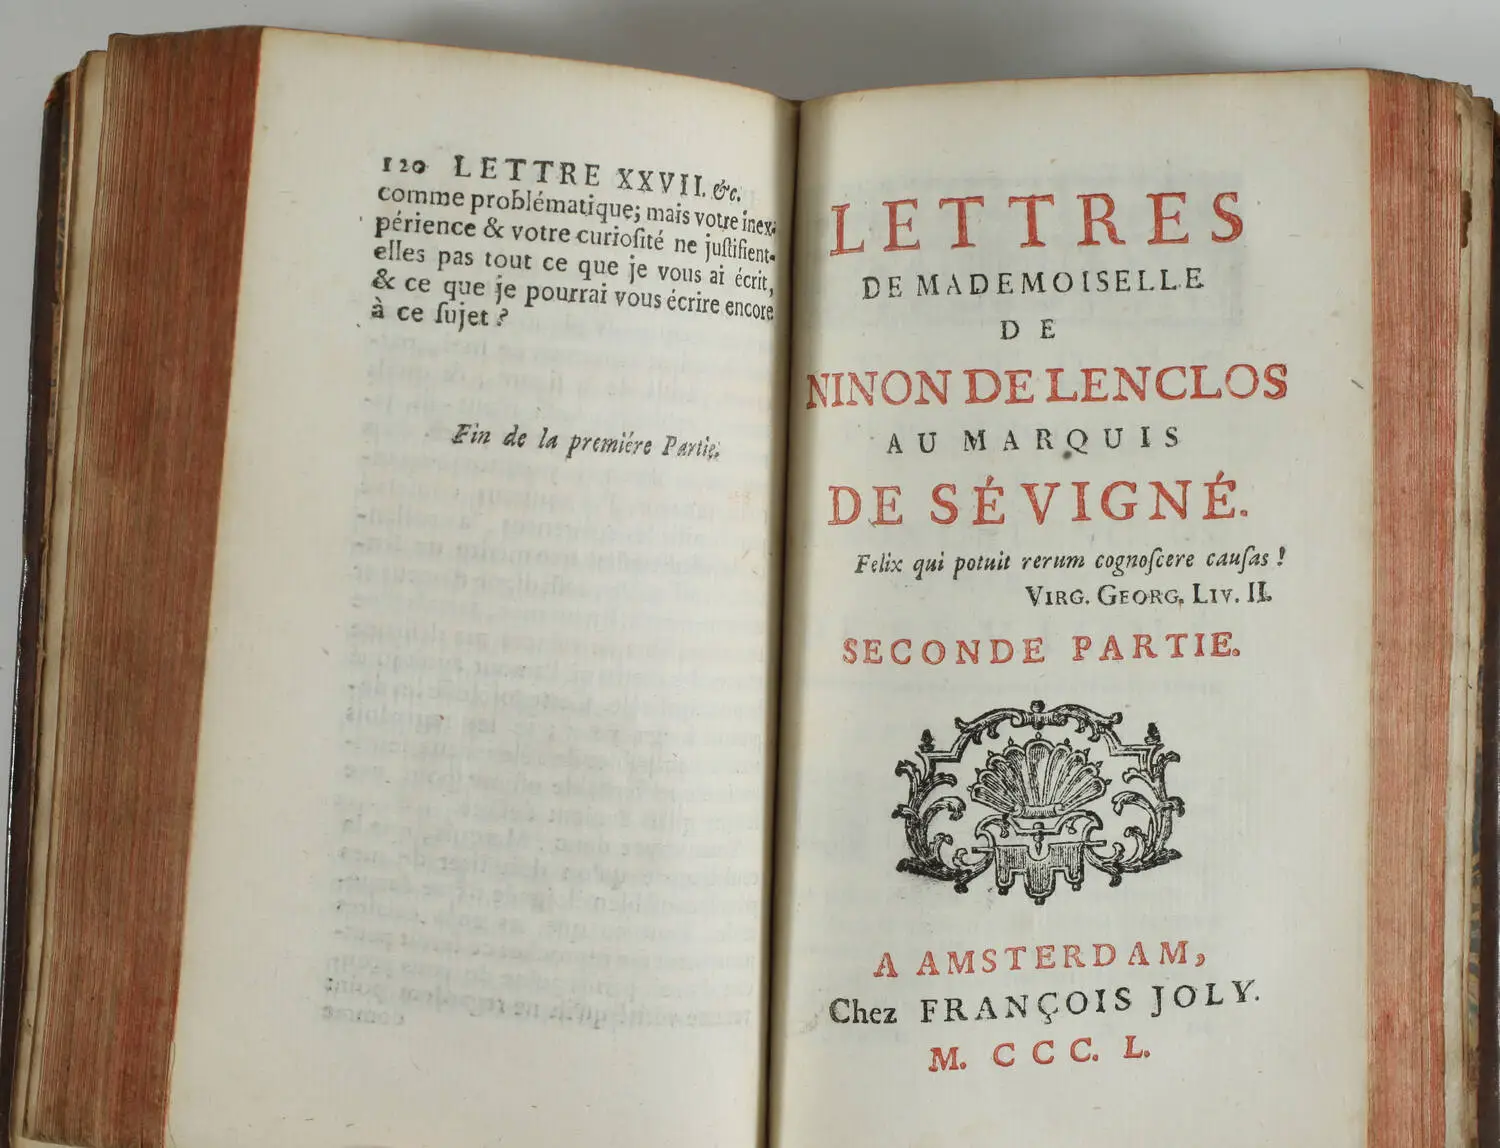 120 LETTRE XXVII. &c.
comme problématique; mais votre inex-
périence & votre curioſité ne juſtifient-
elles pas tout ce que je vous ai écrit,
& ce que je pourrai vous écrire encore
à ce ſujet ?
Fin de la premiére Partie.
LETTRES
DE MADEMOISELLE
DE
NINON DE LENCLOS
AU MARQUIS
DE SÉVIGNÉ.
Felix qui potuit rerum cognoſcere cauſas !
VIRG. GEORG. LIV. II.
SECONDE PARTIE.
A AMSTERDAM,
Chez FRANÇOIS JOLY.
M. CCC. L.